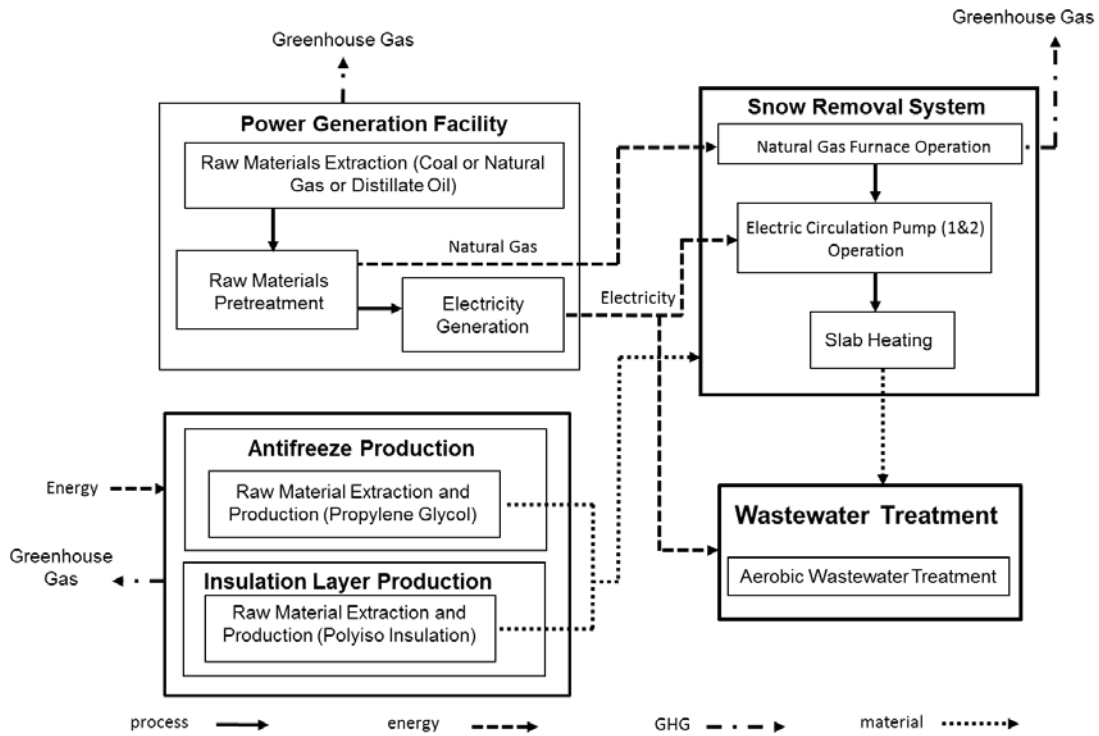 Greenhouse Gas
Greenhouse Gas
Power Generation Facility
Raw Materials Extraction (Coal or Natural
Gas or Distillate Oil)
Raw Materials
Pretreatment
Natural Gas
Electricity
Generation
Electricity
Snow Removal System
Natural Gas Furnace Operation
Electric Circulation Pump (1&2)
Operation
Slab Heating
Energy
Greenhouse
Gas
Antifreeze Production
Raw Material Extraction and
Production (Propylene Glycol)
Insulation Layer Production
Raw Material Extraction and
Production (Polyiso Insulation)
Wastewater Treatment
Aerobic Wastewater Treatment
process
energy
GHG
material